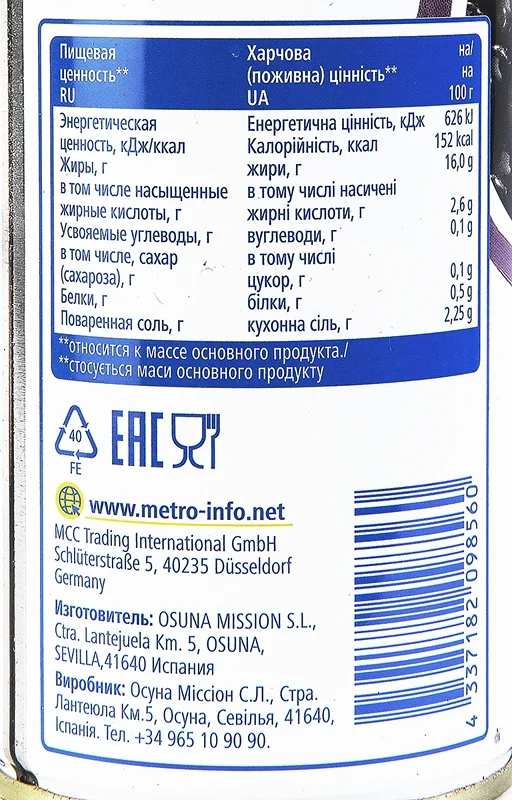 Пищевая ценность** RU
Харчова (поживна) цінність** UA
на/на 100 г
Энергетическая ценность, кДж/ккал
Енергетична цінність, кДж 626 kJ
Калорійність, ккал 152 kcal
Жиры, г жири, г 16,0 g
в том числе насыщенные жирные кислоты, г
в тому числі насичені жирні кислоти, г 2,6 g
Усвояемые углеводы, г вуглеводи, г 0,1 g
в том числе, сахар (сахароза), г
в тому числі цукор, г 0,1 g
Белки, г білки, г 0,5 g
Поваренная соль, г кухонна сіль, г 2,25 g
**относится к массе основного продукта./
**стосується маси основного продукту
40
FE
EAC
www.metro-info.net
MCC Trading International GmbH
Schlüterstraße 5, 40235 Düsseldorf
Germany
Изготовитель: OSUNA MISSION S.L.,
Ctra. Lantejuela Km. 5, OSUNA,
SEVILLA,41640 Испания
Виробник: Осуна Міссіон С.Л., Стра.
Лантеюла Км.5, Осуна, Севілья, 41640,
Іспанія. Тел. +34 965 10 90 90.
4 337182 098560